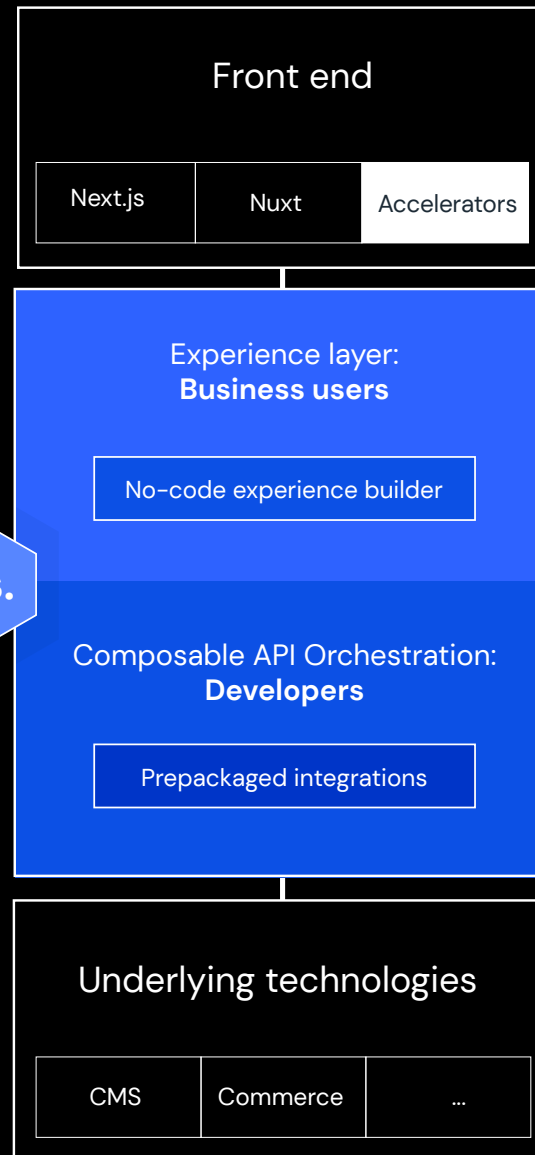 Front end
Next.js
Nuxt
Accelerators
Experience layer:
Business users
No-code experience builder
s.
Composable API Orchestration:
Developers
Prepackaged integrations
Underlying technologies
CMS
Commerce
...